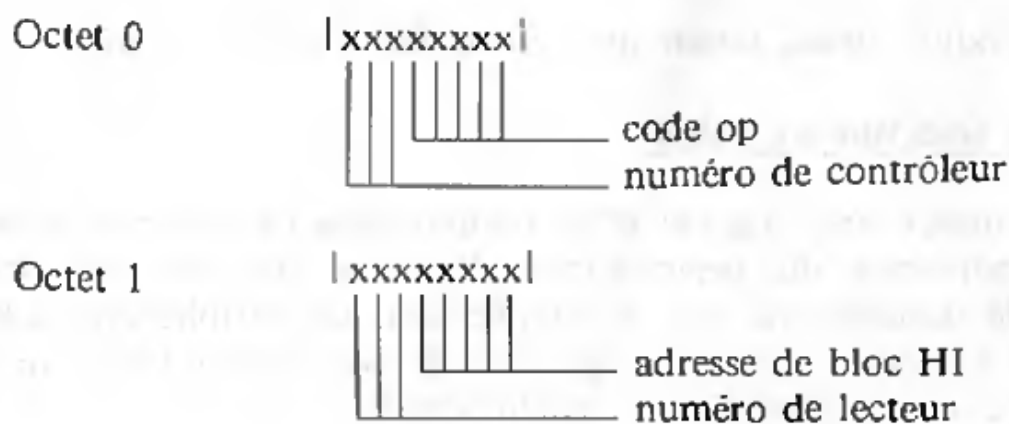 Octet 0 |xxxxxxxx|
code op
numéro de contrôleur
Octet 1 |xxxxxxxx|
adresse de bloc HI
numéro de lecteur